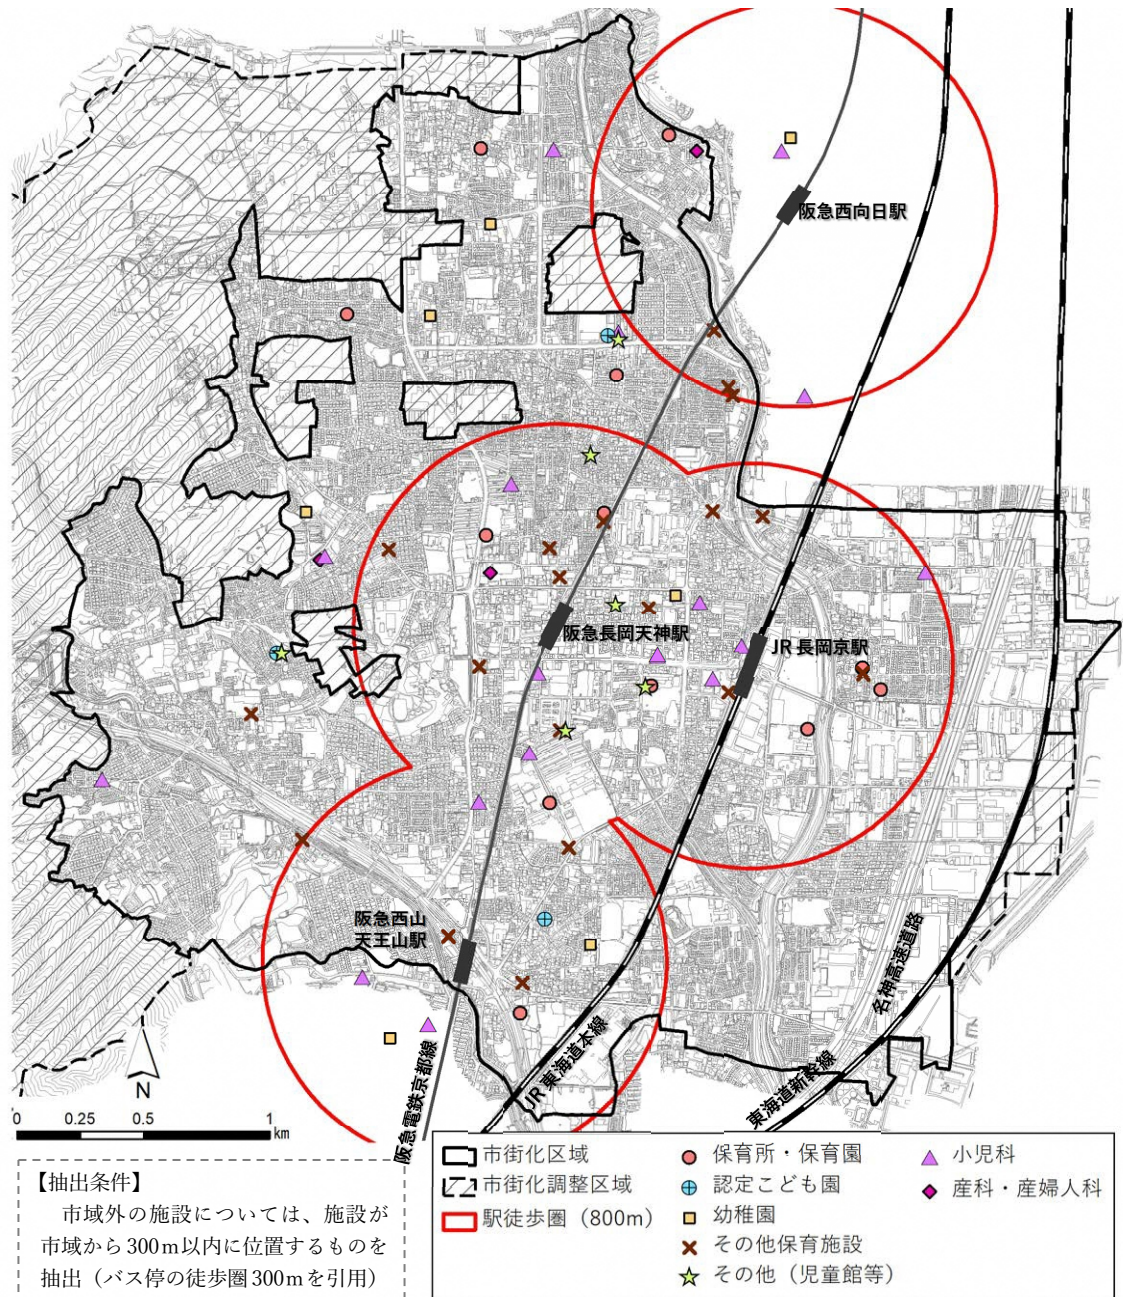 阪急西向日駅
阪急長岡天神駅
JR 長岡京駅
阪急西山
天王山駅
名神高速道路
JR 東海道本線
東海道新幹線
阪急電鉄京都線
N
0 0.25 0.5 1
km
【抽出条件】
市域外の施設については、施設が
市域から300m以内に位置するものを
抽出（バス停の徒歩圏300mを引用）
市街化区域
市街化調整区域
駅徒歩圏（800m）
保育所・保育園
認定こども園
幼稚園
その他保育施設
その他（児童館等）
小児科
産科・産婦人科